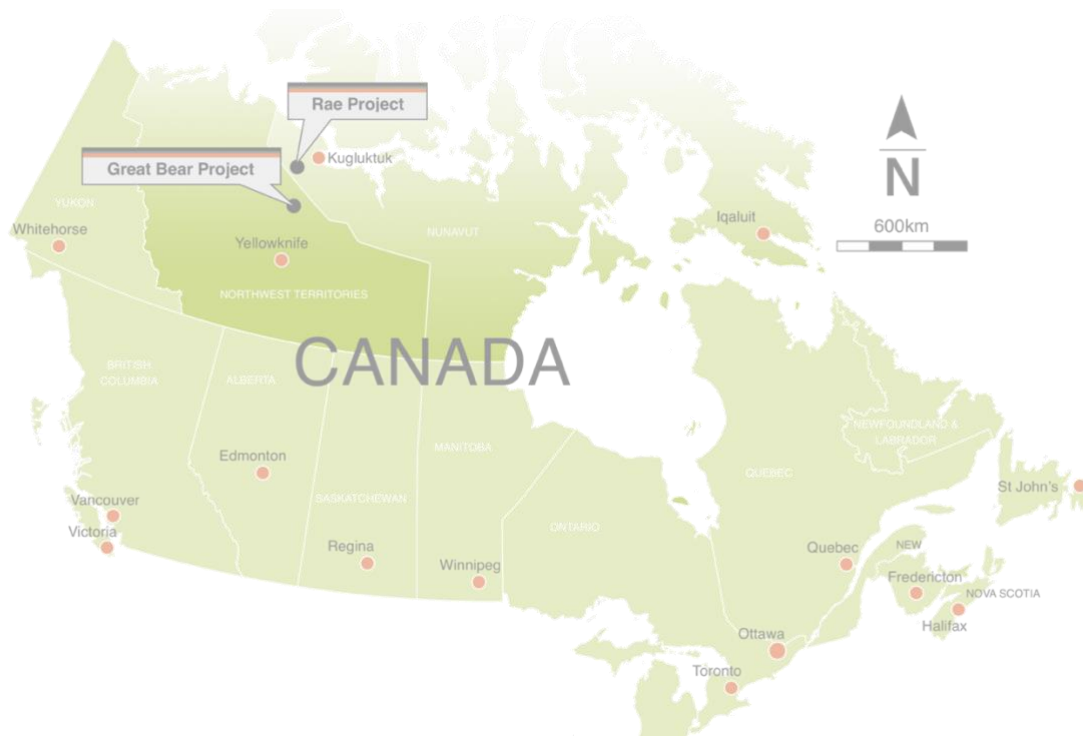 Rae Project
Kugluktuk
Great Bear Project
N
YUKON
Whitehorse
Iqaluit
600km
NUNAVUT
Yellowknife
NORTHWEST TERRITORIES
CANADA
BRITISH
COLUMBIA
ALBERTA
NEWFOUNDLAND &
LABRADOR
MANITOBA
Edmonton
QUEBEC
St John's
SASKATCHEWAN
Vancouver
ONTARIO
Victoria
Regina
Quebec
NEW
Winnipeg
Fredericton
NOVA SCOTIA
Halifax
Ottawa
Toronto